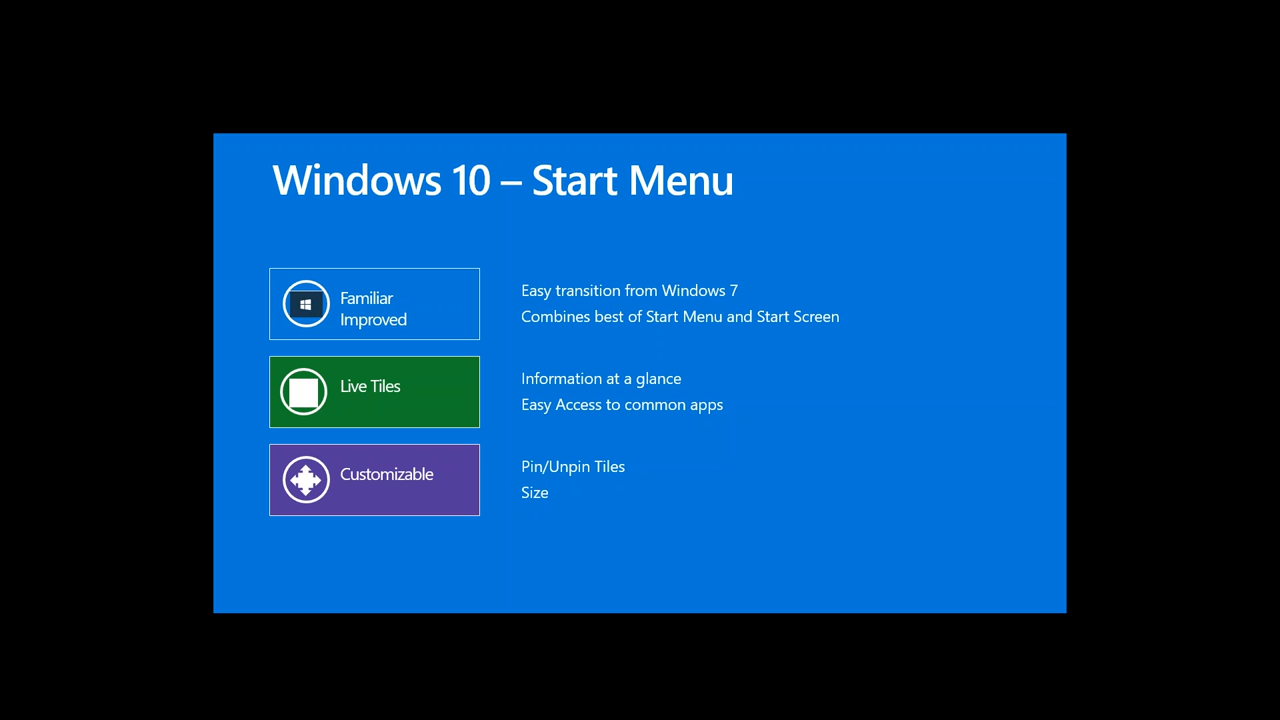 Windows 10 – Start Menu
Familiar
Improved
Easy transition from Windows 7
Combines best of Start Menu and Start Screen
Live Tiles
Information at a glance
Easy Access to common apps
Customizable
Pin/Unpin Tiles
Size